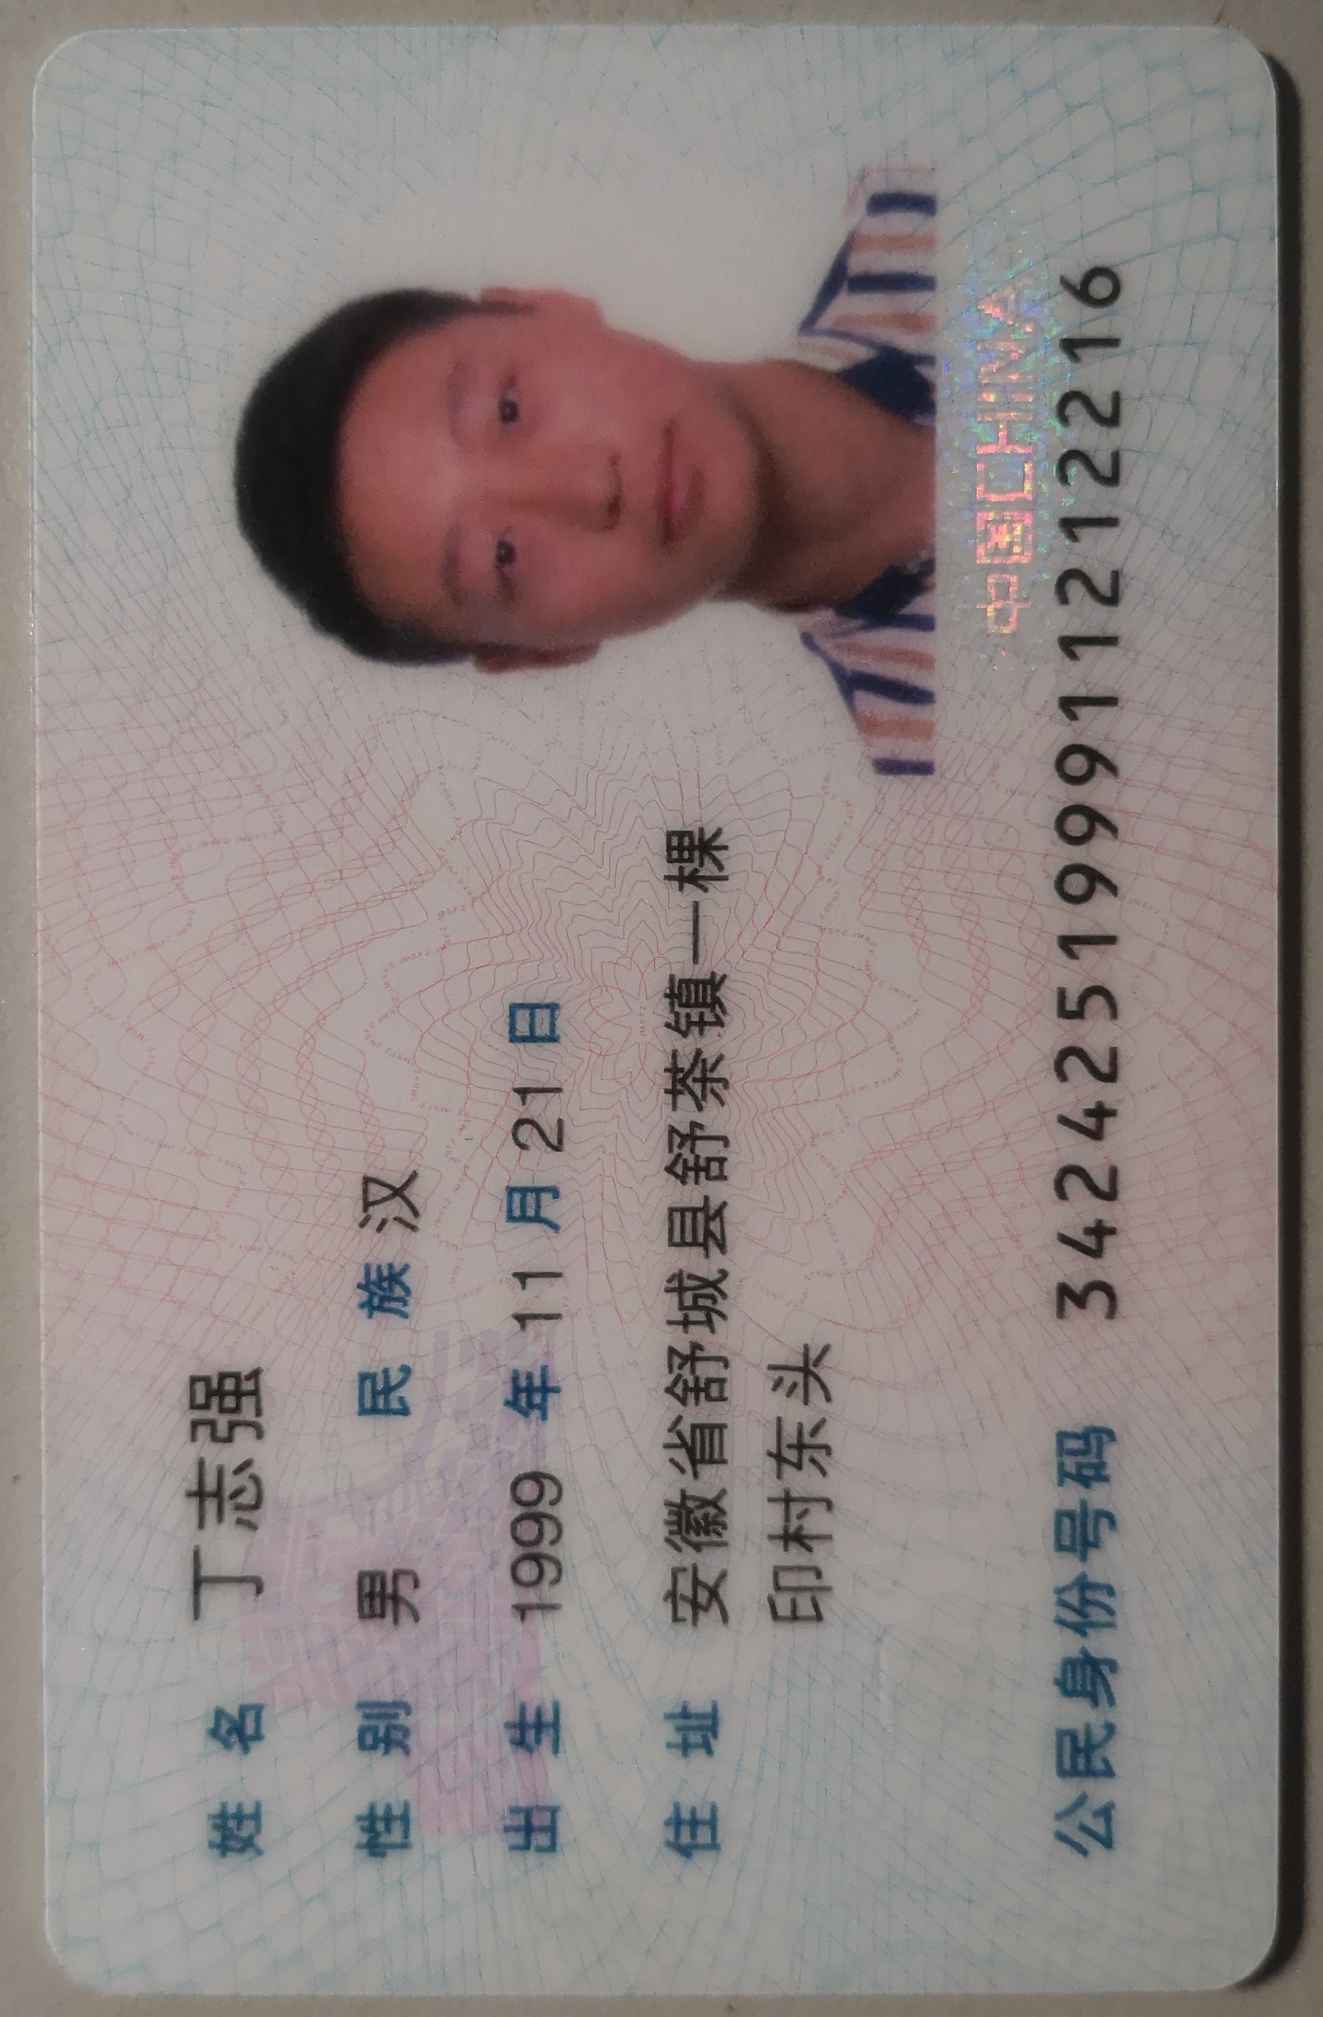 姓名 丁志强
性别 男 民族 汉
出生 1999 年 11 月 21 日
住址 安徽省舒城县舒茶镇一棵
印村东头
中国CHINA
公民身份号码 342425199911212216